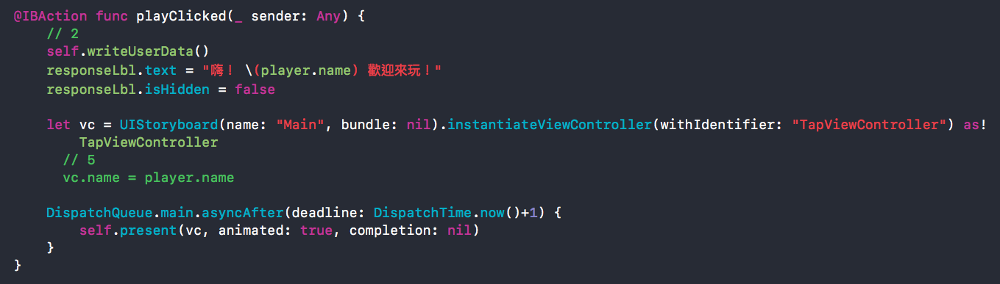 @IBAction func playClicked(_ sender: Any) {
// 2
self.writeUserData()
responseLbl.text = "嗨! \(player.name) 歡迎來玩!"
responseLbl.isHidden = false
let vc = UIStoryboard(name: "Main", bundle: nil).instantiateViewController(withIdentifier: "TapViewController") as!
TapViewController
// 5
vc.name = player.name
DispatchQueue.main.asyncAfter(deadline: DispatchTime.now()+1) {
self.present(vc, animated: true, completion: nil)
}
}